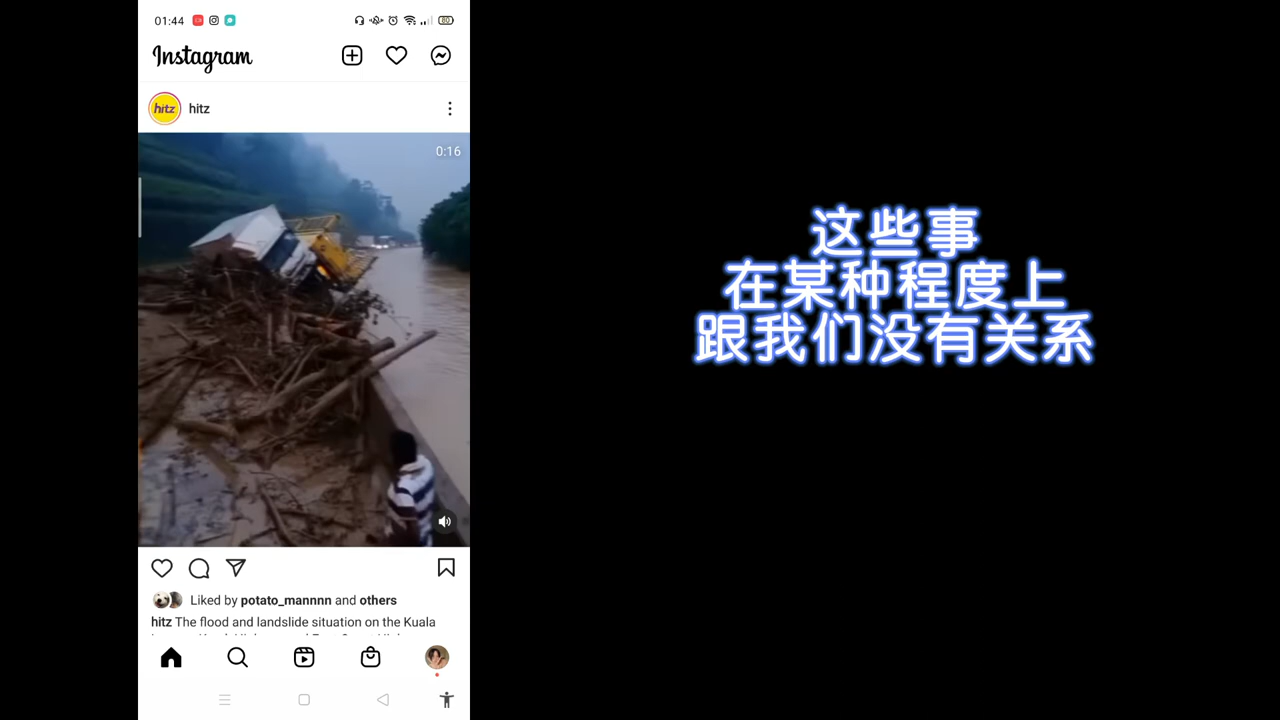 01:44
80
Instagram
hitz
hitz
0:16
这些事
在某种程度上
跟我们没有关系
Liked by potato_mannnn and others
hitz The flood and landslide situation on the Kuala